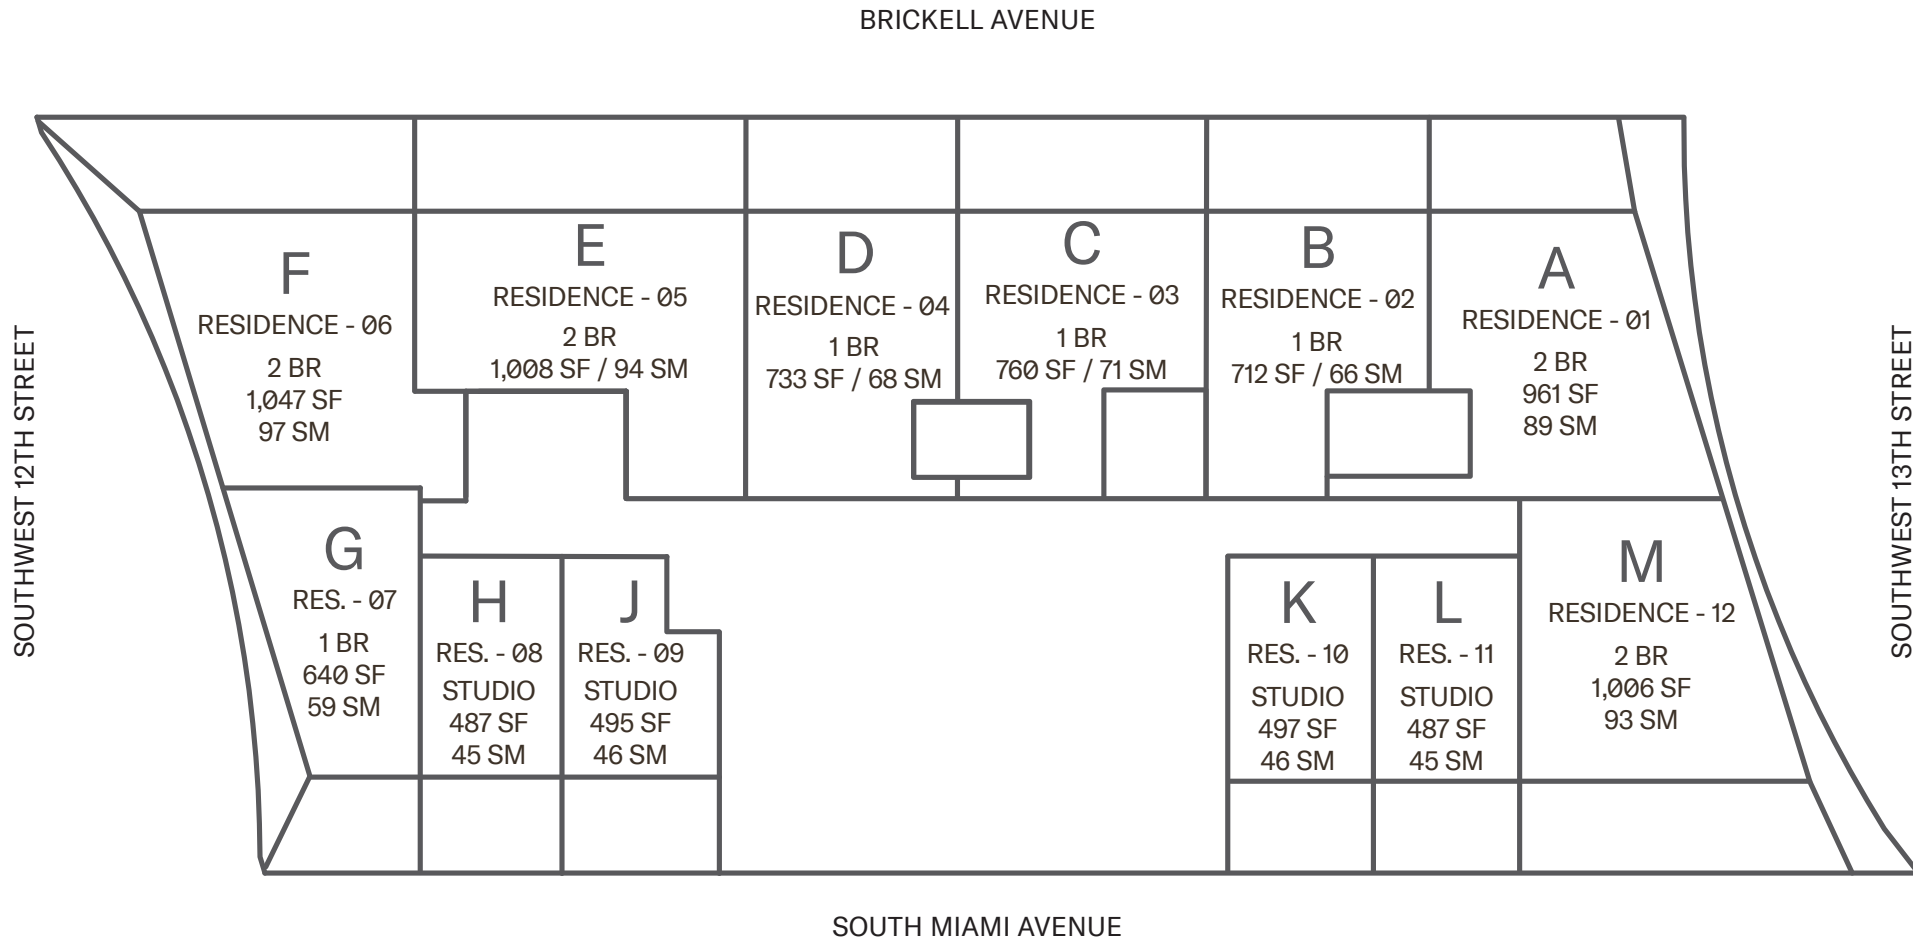 BRICKELL AVENUE
SOUTHWEST 12TH STREET
F
RESIDENCE - 06
2 BR
1,047 SF
97 SM
E
RESIDENCE - 05
2 BR
1,008 SF / 94 SM
D
RESIDENCE - 04
1 BR
733 SF / 68 SM
C
RESIDENCE - 03
1 BR
760 SF / 71 SM
B
RESIDENCE - 02
1 BR
712 SF / 66 SM
A
RESIDENCE - 01
2 BR
961 SF
89 SM
SOUTHWEST 13TH STREET
G
RES. - 07
1 BR
640 SF
59 SM
H
RES. - 08
STUDIO
487 SF
45 SM
J
RES. - 09
STUDIO
495 SF
46 SM
K
RES. - 10
STUDIO
497 SF
46 SM
L
RES. - 11
STUDIO
487 SF
45 SM
M
RESIDENCE - 12
2 BR
1,006 SF
93 SM
SOUTH MIAMI AVENUE